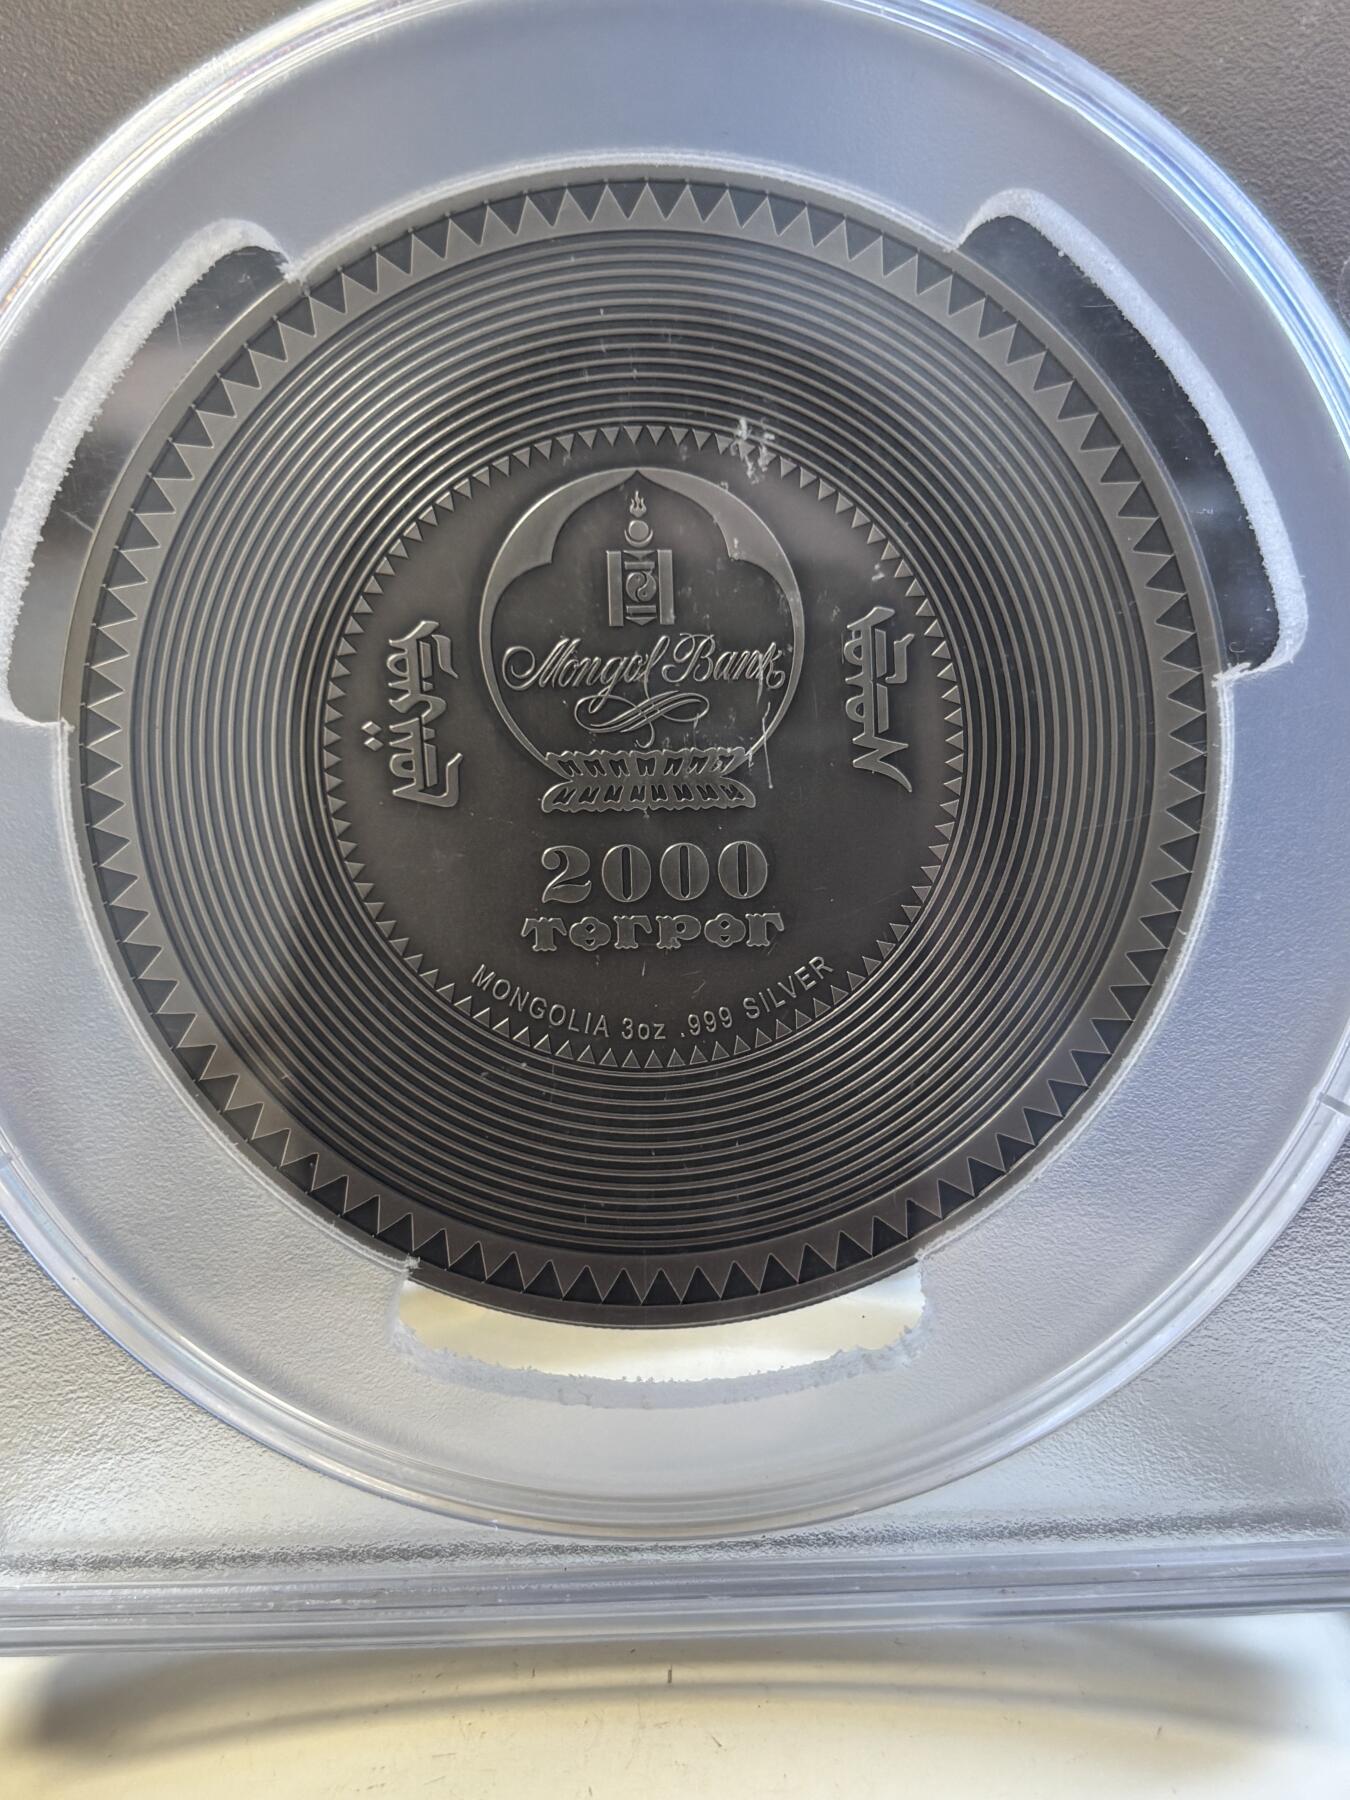 Mongol Bank
2000
төгрөг
MONGOLIA 3oz .999 SILVER